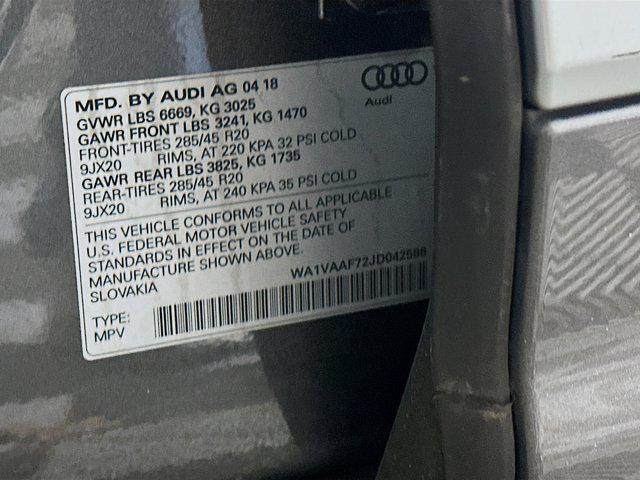 MFD. BY AUDI AG 04 18
GVWR LBS 6669, KG 3025
GAWR FRONT LBS 3241, KG 1470
FRONT-TIRES 285/45 R20
9JX20 RIMS, AT 220 KPA 32 PSI COLD
GAWR REAR LBS 3825, KG 1735
REAR-TIRES 285/45 R20
9JX20 RIMS, AT 240 KPA 35 PSI COLD
Audi
THIS VEHICLE CONFORMS TO ALL APPLICABLE
U.S. FEDERAL MOTOR VEHICLE SAFETY
STANDARDS IN EFFECT ON THE DATE OF
MANUFACTURE SHOWN ABOVE.
SLOVAKIA
WA1VAAF72JD042588
TYPE:
MPV